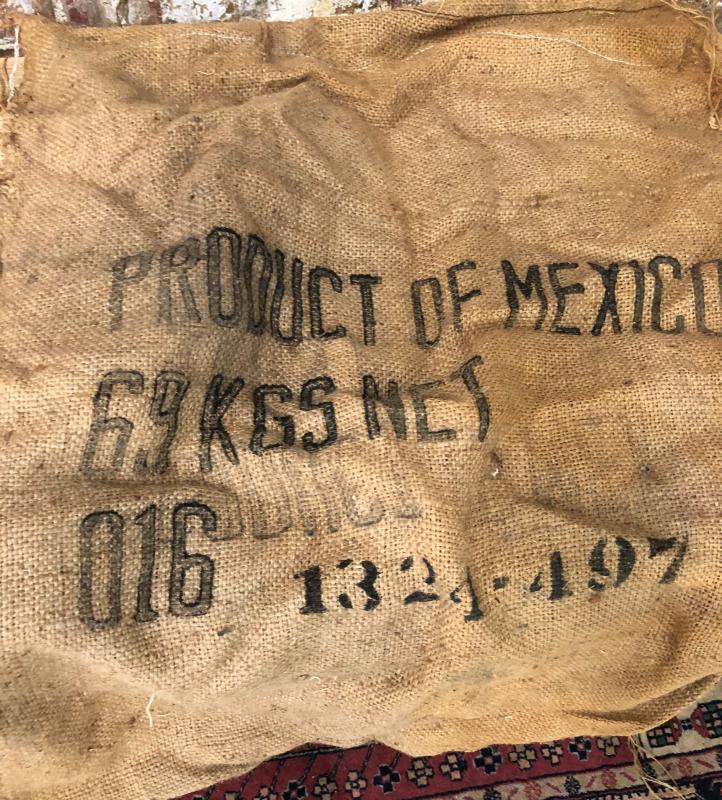 PRODUCT OF MEXICO
69 KGS NET
016
1324-497